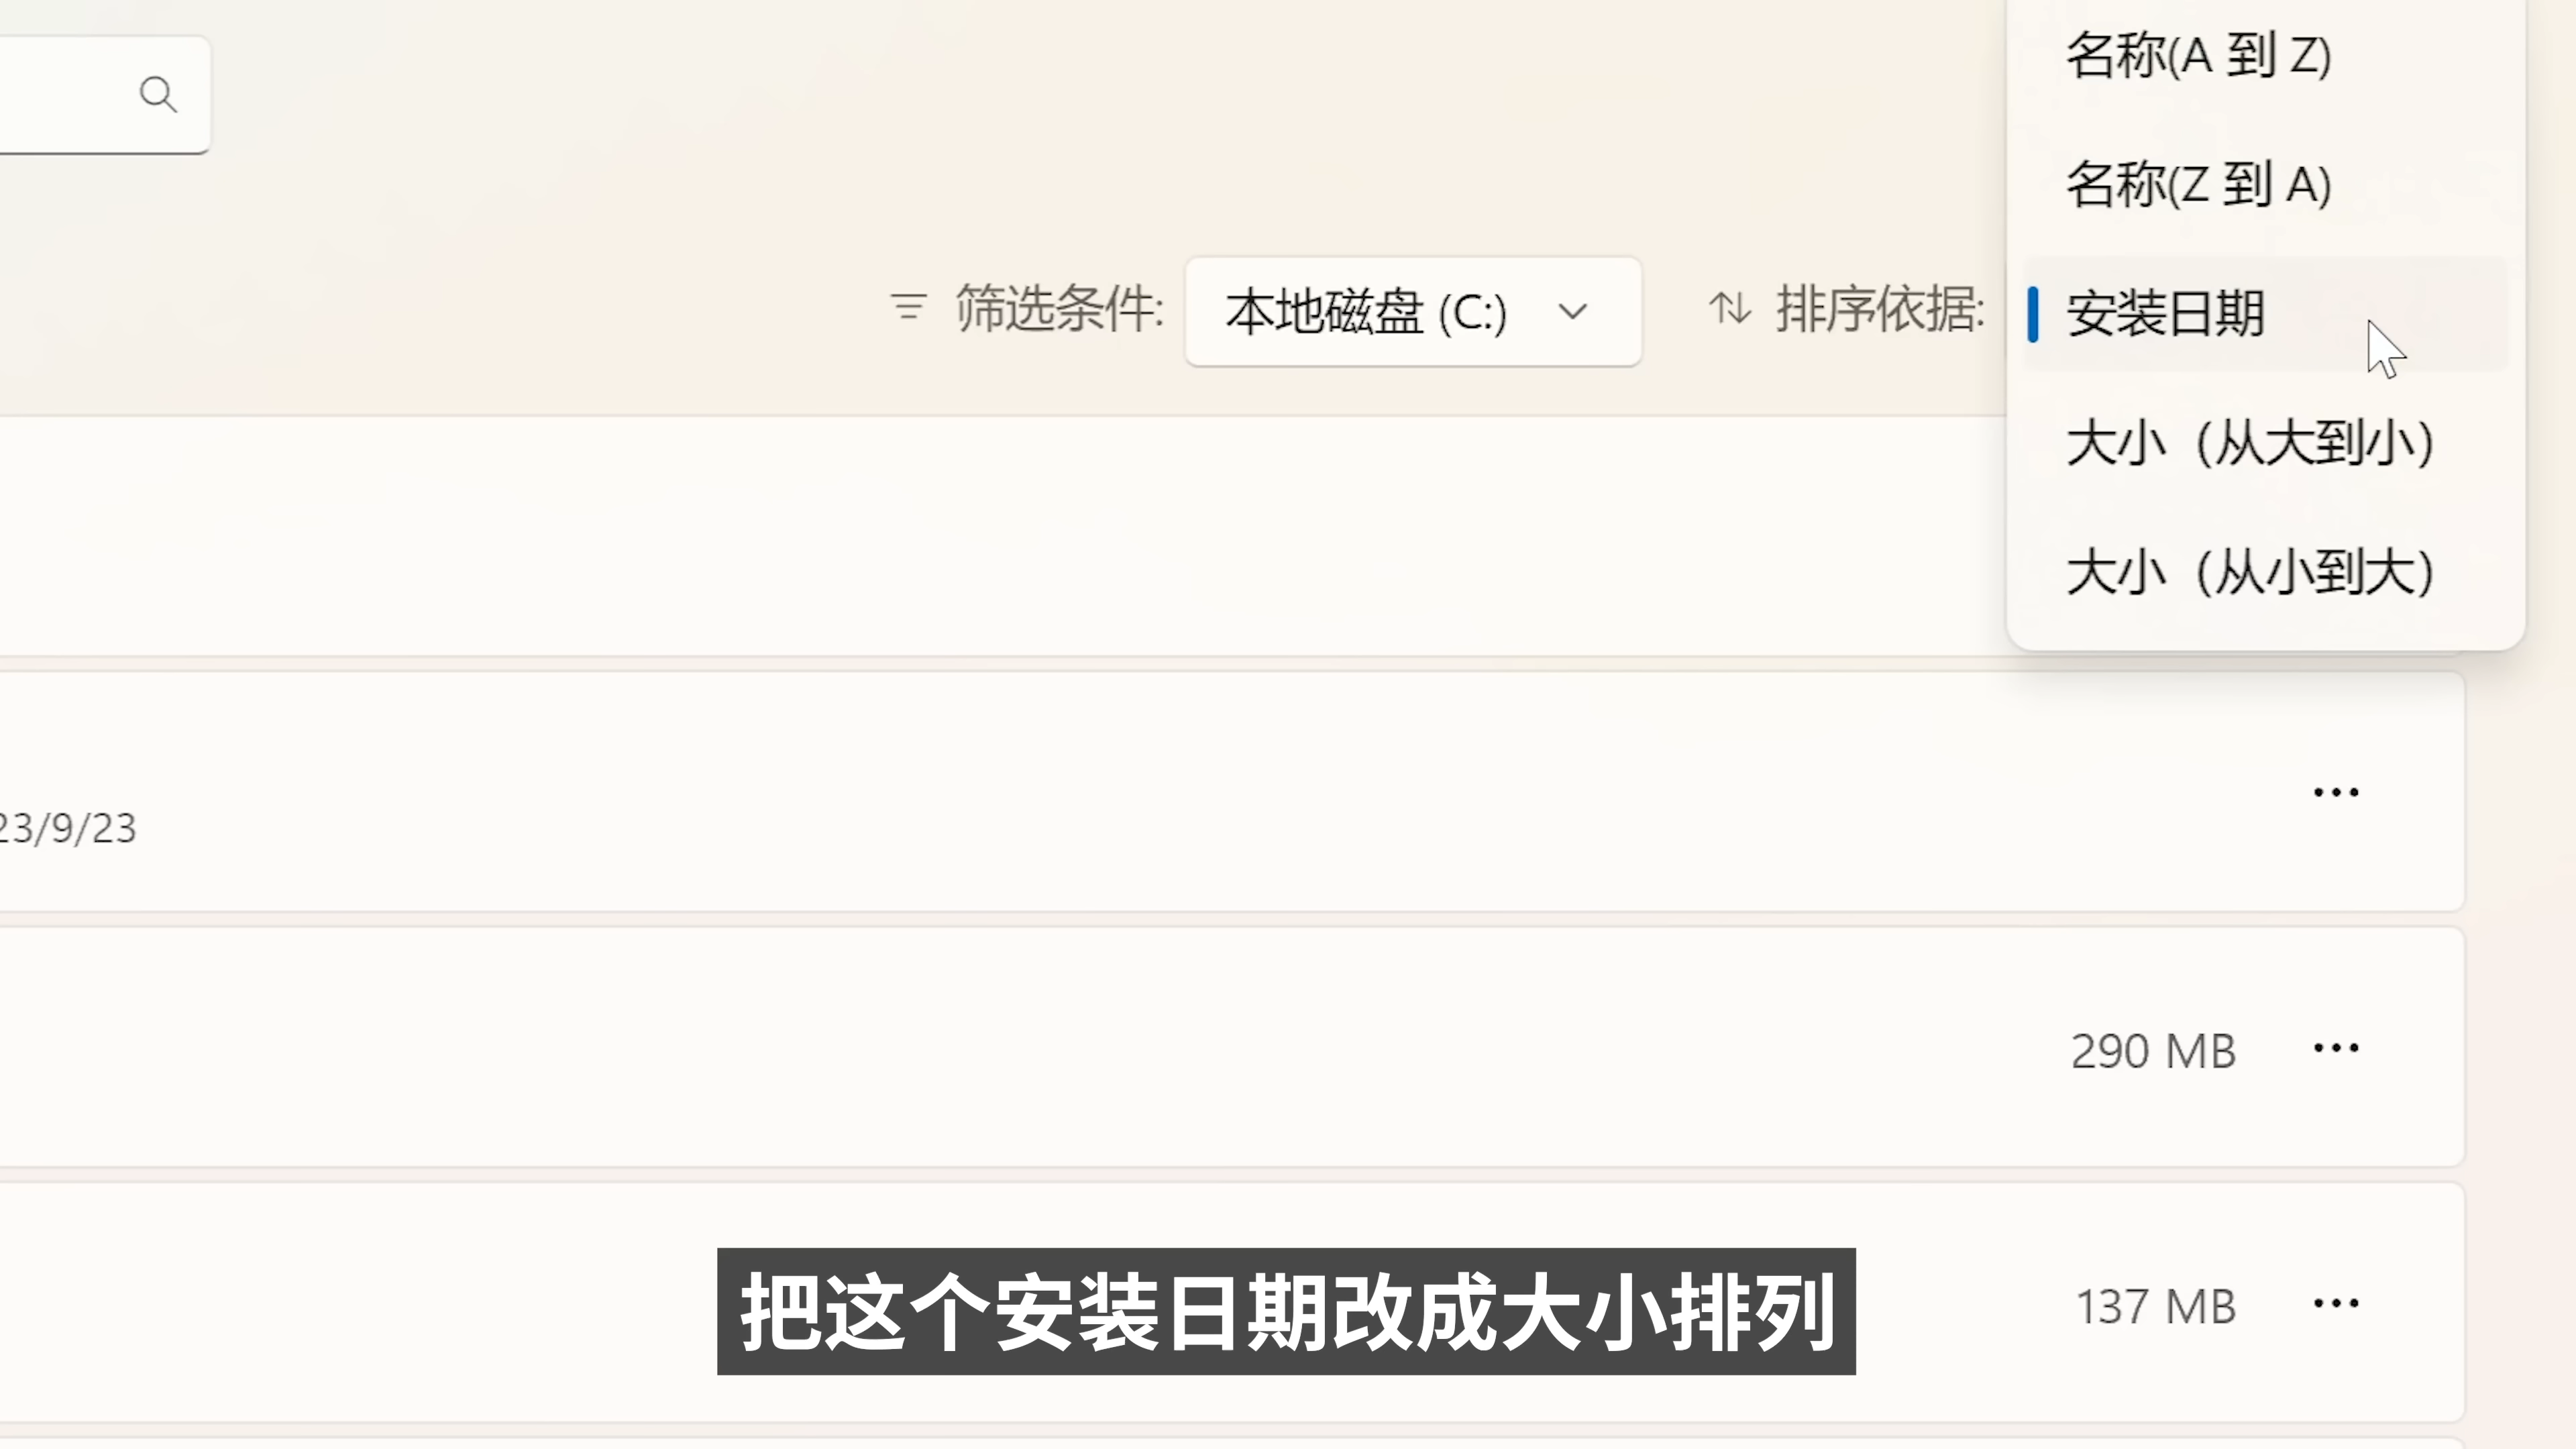 名称(A 到 Z)
名称(Z 到 A)
筛选条件: 本地磁盘 (C:) 排序依据: 安装日期
大小（从大到小）
大小（从小到大）
23/9/23
290 MB
137 MB
把这个安装日期改成大小排列